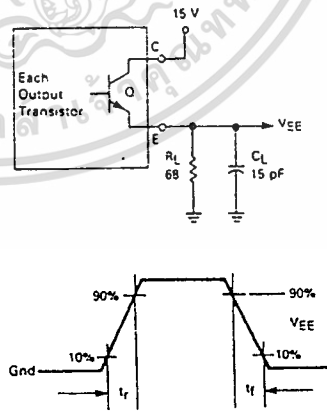 15 V
C
Each
Output
Transistor
Q
E
VEE
RL
68
CL
15 pF
90%
90%
VEE
10%
10%
Gnd
tr
tf